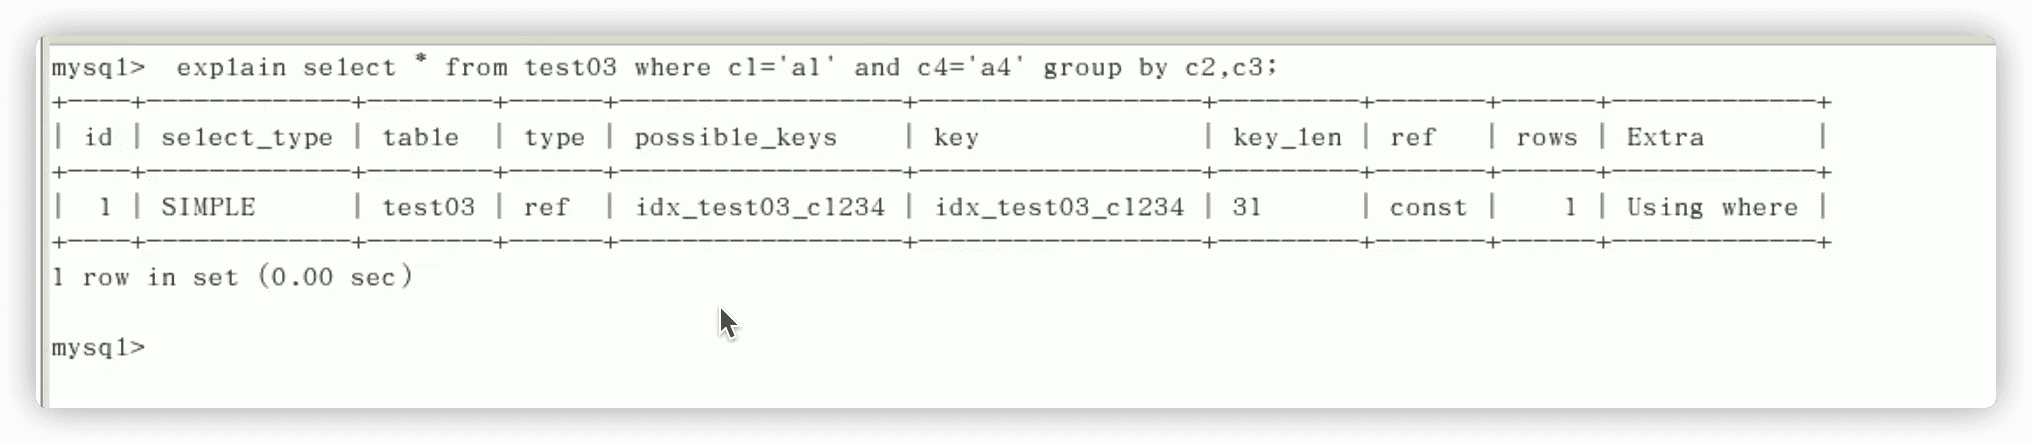 mysql>  explain select * from test03 where c1='a1' and c4='a4' group by c2,c3;
+----+-------------+--------+------+------------------+------------------+---------+-------+------+-------------+
| id | select_type | table  | type | possible_keys    | key              | key_len | ref   | rows | Extra       |
+----+-------------+--------+------+------------------+------------------+---------+-------+------+-------------+
|  1 | SIMPLE      | test03 | ref  | idx_test03_c1234 | idx_test03_c1234 | 31      | const |    1 | Using where |
+----+-------------+--------+------+------------------+------------------+---------+-------+------+-------------+
1 row in set (0.00 sec)
mysql>